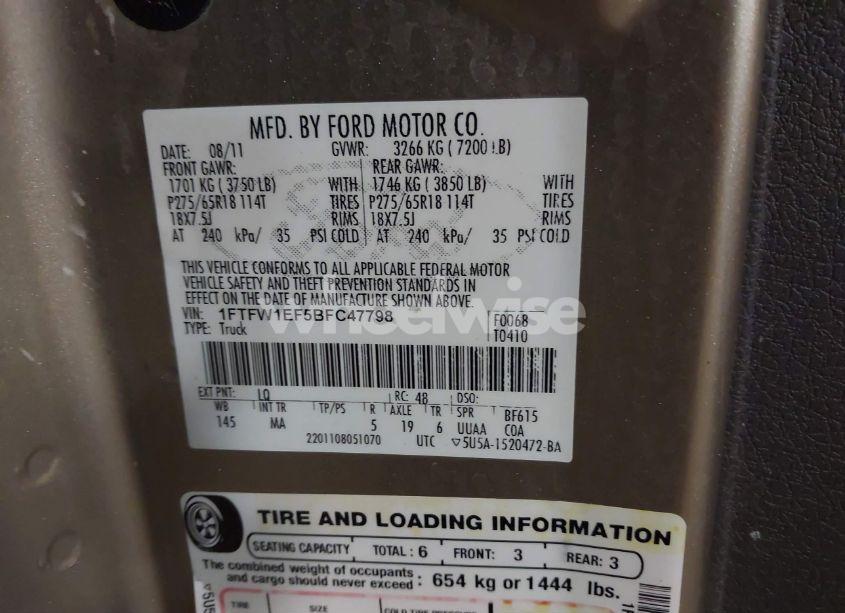 MFD. BY FORD MOTOR CO.
DATE: 08/11 GVWR: 3266 KG ( 7200 LB)
FRONT GAWR: REAR GAWR:
1701 KG ( 3750 LB) WITH 1746 KG ( 3850 LB) WITH
P275/65R18 114T TIRES P275/65R18 114T TIRES
18X7.5J RIMS 18X7.5J RIMS
AT 240 kPa/ 35 PSI COLD AT 240 kPa/ 35 PSI COLD
THIS VEHICLE CONFORMS TO ALL APPLICABLE FEDERAL MOTOR
VEHICLE SAFETY AND THEFT PREVENTION STANDARDS IN
EFFECT ON THE DATE OF MANUFACTURE SHOWN ABOVE.
VIN: 1FTFW1EF5BFC47798 F0068
TYPE: Truck T0410
wheelwise
EXT PNT: LQ RC: 48 DSO:
WB INT TR TP/PS R AXLE TR SPR BF615
145 MA 5 19 6 UUAA COA
2201108051070 UTC ▽5U5A-1520472-BA
TIRE AND LOADING INFORMATION
SEATING CAPACITY TOTAL : 6 FRONT: 3 REAR: 3
The combined weight of occupants
and cargo should never exceed : 654 kg or 1444 lbs.
TIRE SIZE COLD TIRE PRESSURE